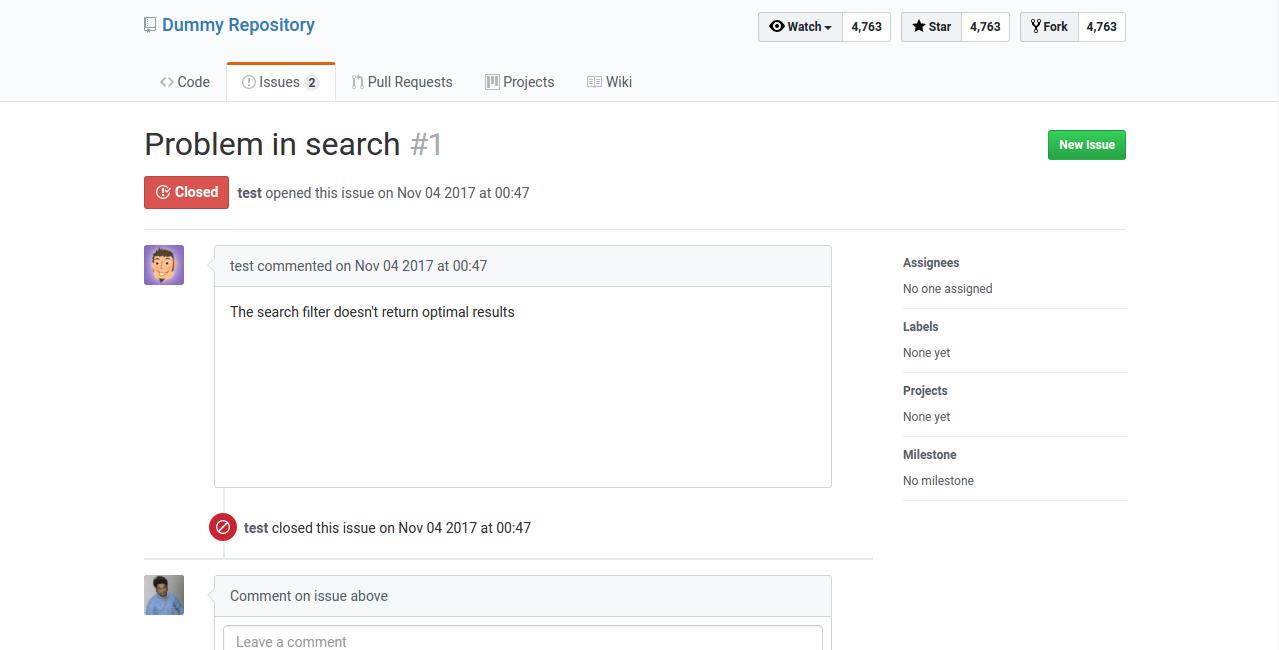 Dummy Repository
Watch 4,763 Star 4,763 Fork 4,763
Code Issues 2 Pull Requests Projects Wiki
Problem in search #1
New Issue
Closed test opened this issue on Nov 04 2017 at 00:47
test commented on Nov 04 2017 at 00:47
The search filter doesn't return optimal results
Assignees
No one assigned
Labels
None yet
Projects
None yet
Milestone
No milestone
test closed this issue on Nov 04 2017 at 00:47
Comment on issue above
Leave a comment